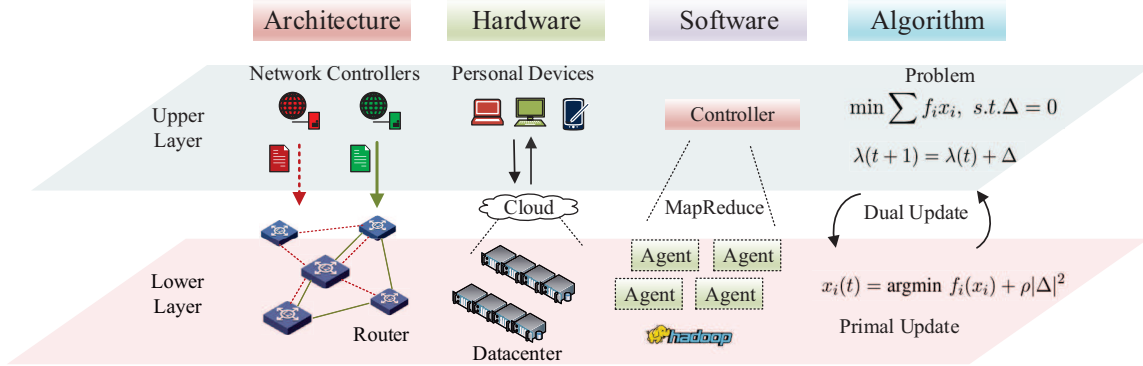 Architecture
Hardware
Software
Algorithm
Upper
Layer
Network Controllers
Personal Devices
Controller
Problem
min ∑ f_i x_i, s.t.Δ = 0
λ(t + 1) = λ(t) + Δ
Cloud
MapReduce
Dual Update
Lower
Layer
Router
Datacenter
Agent
Agent
Agent
Agent
hadoop
x_i(t) = argmin f_i(x_i) + ρ|Δ|²
Primal Update